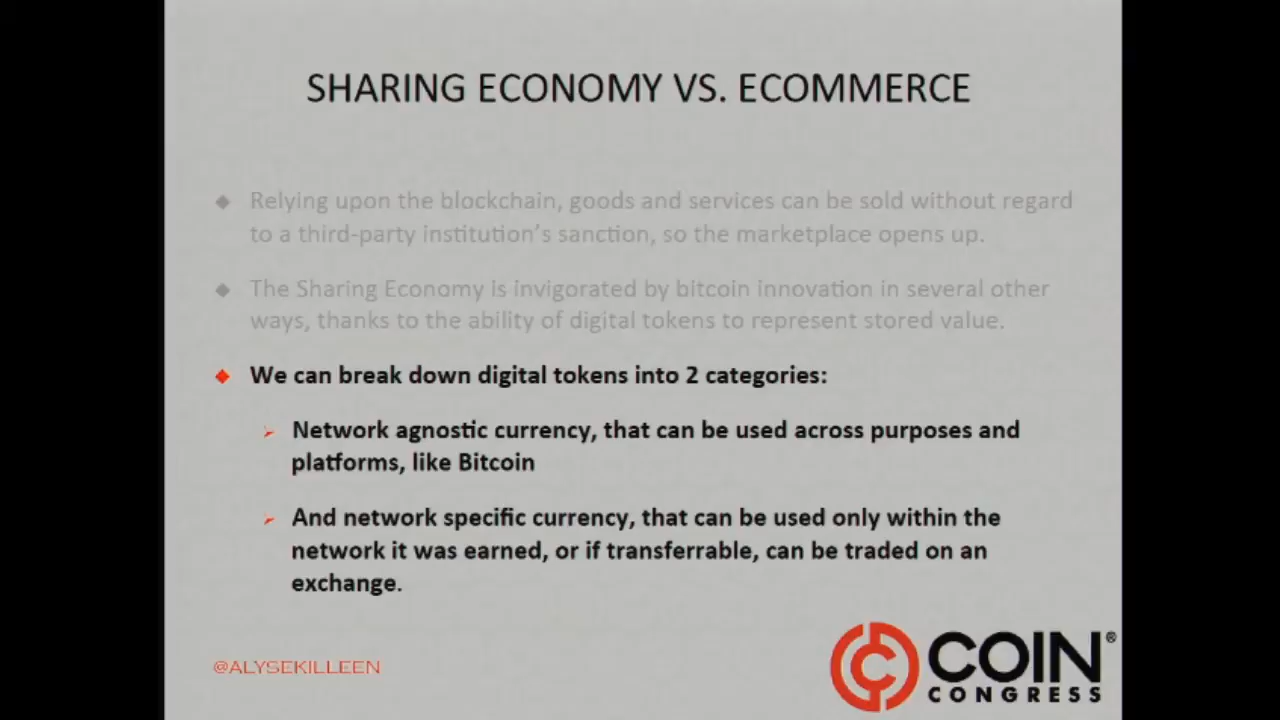 SHARING ECONOMY VS. ECOMMERCE
Relying upon the blockchain, goods and services can be sold without regard
to a third-party institution's sanction, so the marketplace opens up.
The Sharing Economy is invigorated by bitcoin innovation in several other
ways, thanks to the ability of digital tokens to represent stored value.
We can break down digital tokens into 2 categories:
Network agnostic currency, that can be used across purposes and
platforms, like Bitcoin
And network specific currency, that can be used only within the
network it was earned, or if transferrable, can be traded on an
exchange.
@ALYSEKILLEEN
COIN®
CONGRESS